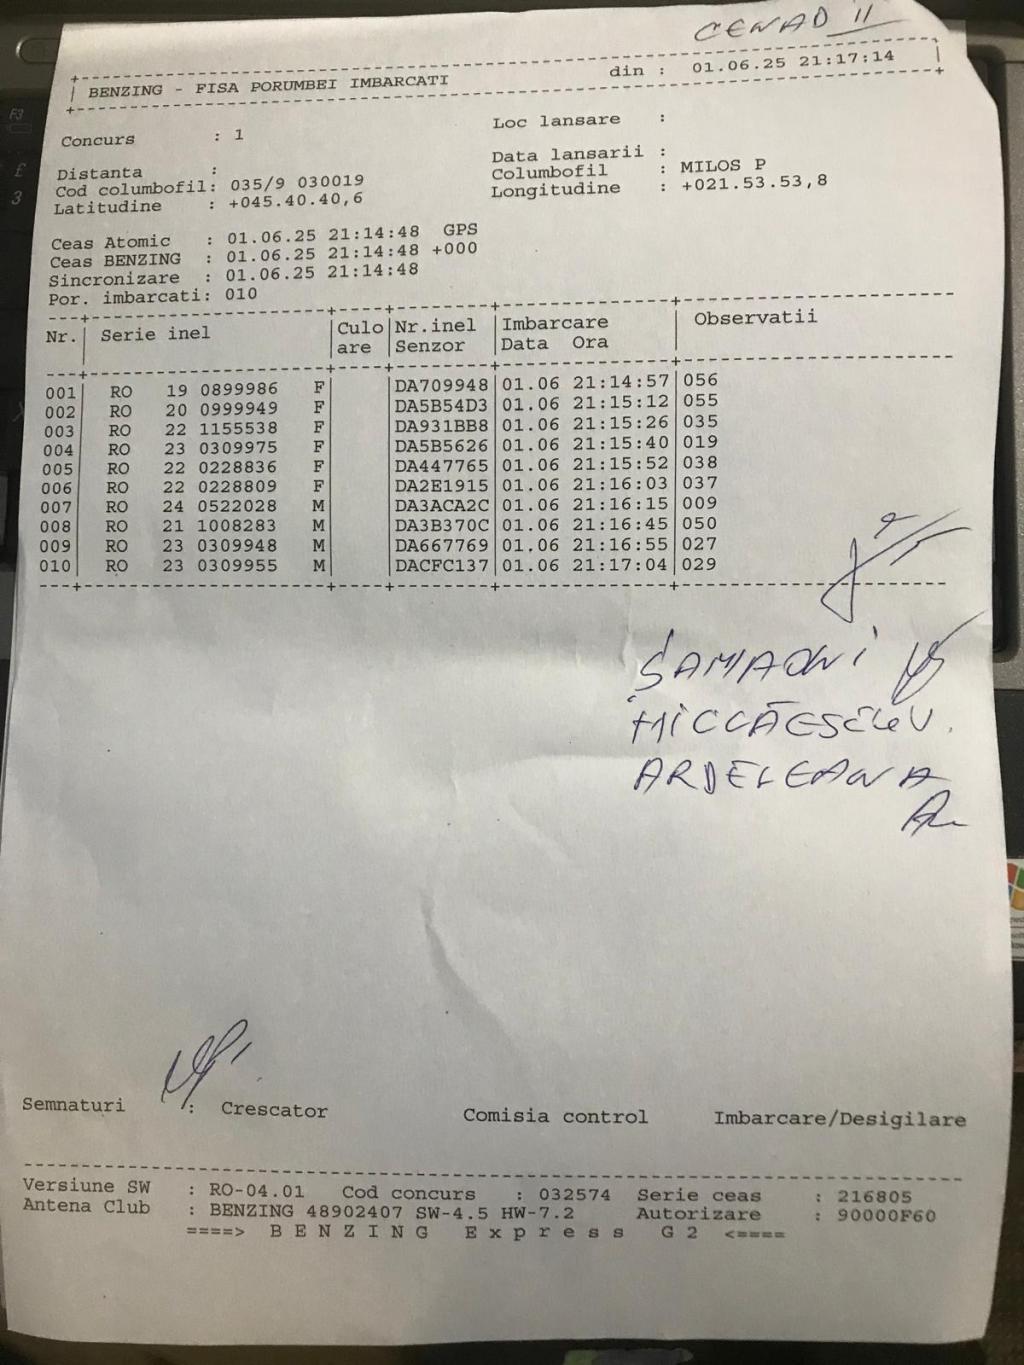 CENAD II
BENZING - FISA PORUMBEI IMBARCATI din : 01.06.25 21:17:14
Concurs : 1 Loc lansare :
Distanta : Data lansarii :
Cod columbofil: 035/9 030019 Columbofil : MILOS P
Latitudine : +045.40.40,6 Longitudine : +021.53.53,8
Ceas Atomic : 01.06.25 21:14:48 GPS
Ceas BENZING : 01.06.25 21:14:48 +000
Sincronizare : 01.06.25 21:14:48
Por. imbarcati: 010
Nr. Serie inel Culo Nr.inel Imbarcare Observatii
are Senzor Data Ora
001 RO 19 0899986 F DA709948 01.06 21:14:57 056
002 RO 20 0999949 F DA5B54D3 01.06 21:15:12 055
003 RO 22 1155538 F DA931BB8 01.06 21:15:26 035
004 RO 23 0309975 F DA5B5626 01.06 21:15:40 019
005 RO 22 0228836 F DA447765 01.06 21:15:52 038
006 RO 22 0228809 F DA2E1915 01.06 21:16:03 037
007 RO 24 0522028 M DA3ACA2C 01.06 21:16:15 009
008 RO 21 1008283 M DA3B370C 01.06 21:16:45 050
009 RO 23 0309948 M DA667769 01.06 21:16:55 027
010 RO 23 0309955 M DACFC137 01.06 21:17:04 029
Semnaturi : Crescator Comisia control Imbarcare/Desigilare
Versiune SW : RO-04.01 Cod concurs : 032574 Serie ceas : 216805
Antena Club : BENZING 48902407 SW-4.5 HW-7.2 Autorizare : 90000F60
====> B E N Z I N G E x p r e s s G 2 <====